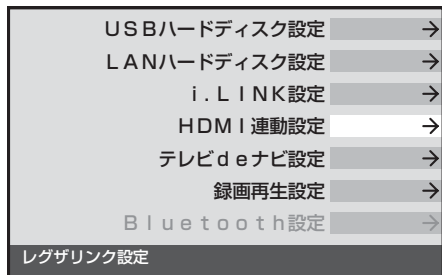 ＵＳＢハードディスク設定 →
ＬＡＮハードディスク設定 →
ｉ．ＬＩＮＫ設定 →
ＨＤＭＩ連動設定 →
テレビｄｅナビ設定 →
録画再生設定 →
Ｂｌｕｅｔｏｏｔｈ設定 →
レグザリンク設定